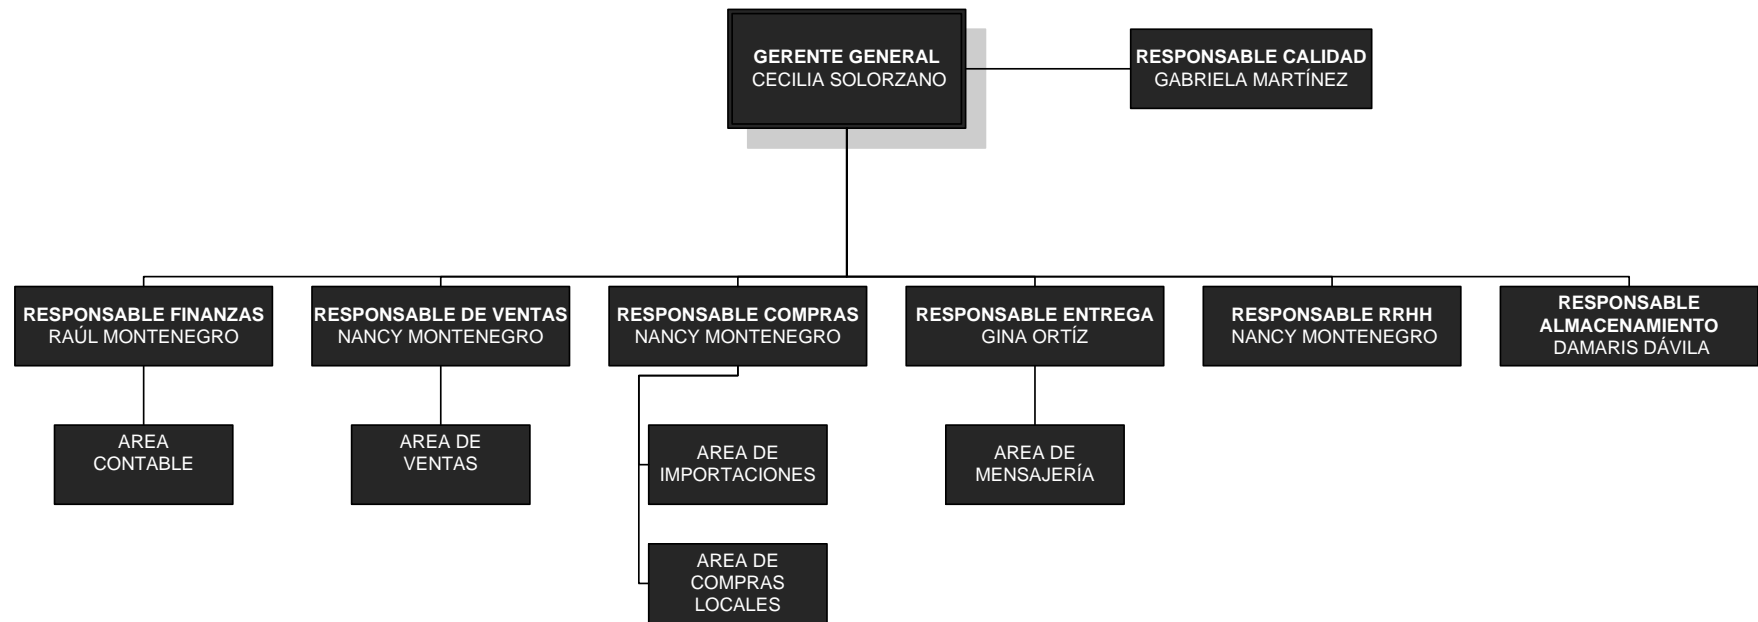 GERENTE GENERAL
CECILIA SOLORZANO
RESPONSABLE CALIDAD
GABRIELA MARTÍNEZ
RESPONSABLE FINANZAS
RAÚL MONTENEGRO
RESPONSABLE DE VENTAS
NANCY MONTENEGRO
RESPONSABLE COMPRAS
NANCY MONTENEGRO
RESPONSABLE ENTREGA
GINA ORTÍZ
RESPONSABLE RRHH
NANCY MONTENEGRO
RESPONSABLE
ALMACENAMIENTO
DAMARIS DÁVILA
AREA
CONTABLE
AREA DE
VENTAS
AREA DE
IMPORTACIONES
AREA DE
MENSAJERÍA
AREA DE
COMPRAS
LOCALES